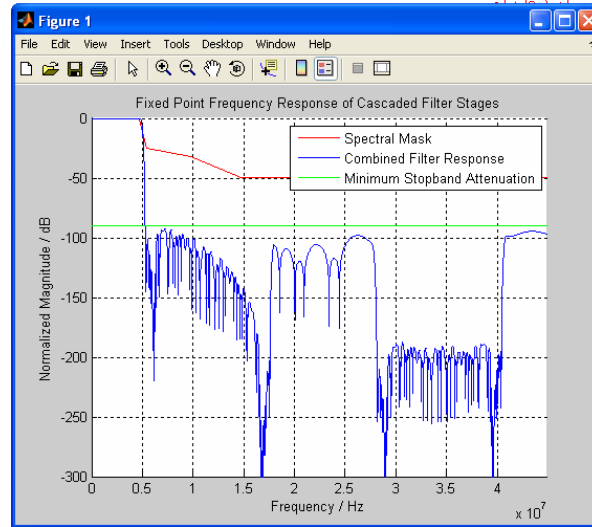 Figure 1
File Edit View Insert Tools Desktop Window Help
Fixed Point Frequency Response of Cascaded Filter Stages
Spectral Mask
Combined Filter Response
Minimum Stopband Attenuation
Normalized Magnitude / dB
0
-50
-100
-150
-200
-250
-300
0 0.5 1 1.5 2 2.5 3 3.5 4
x 10^7
Frequency / Hz